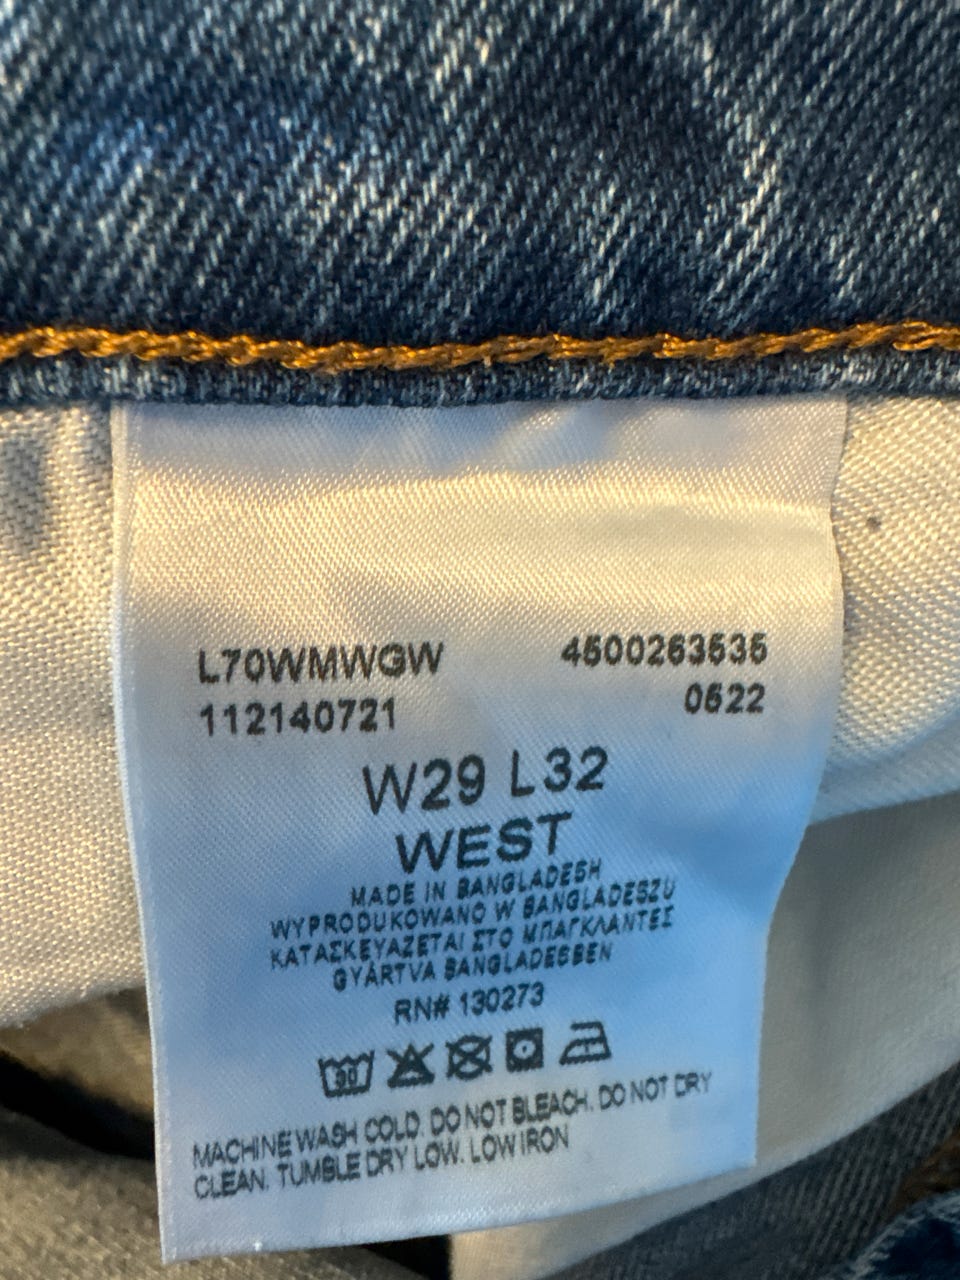 L70WMWGW 4500263535
112140721 0522
W29 L32
WEST
MADE IN BANGLADESH
WYPRODUKOWANO W BANGLADESZU
ΚΑΤΑΣΚΕΥΑΖΕΤΑΙ ΣΤΟ ΜΠΑΓΚΛΑΝΤΕΣ
GYÁRTVA BANGLADESBEN
RN# 130273
30
MACHINE WASH COLD. DO NOT BLEACH. DO NOT DRY
CLEAN. TUMBLE DRY LOW. LOW IRON